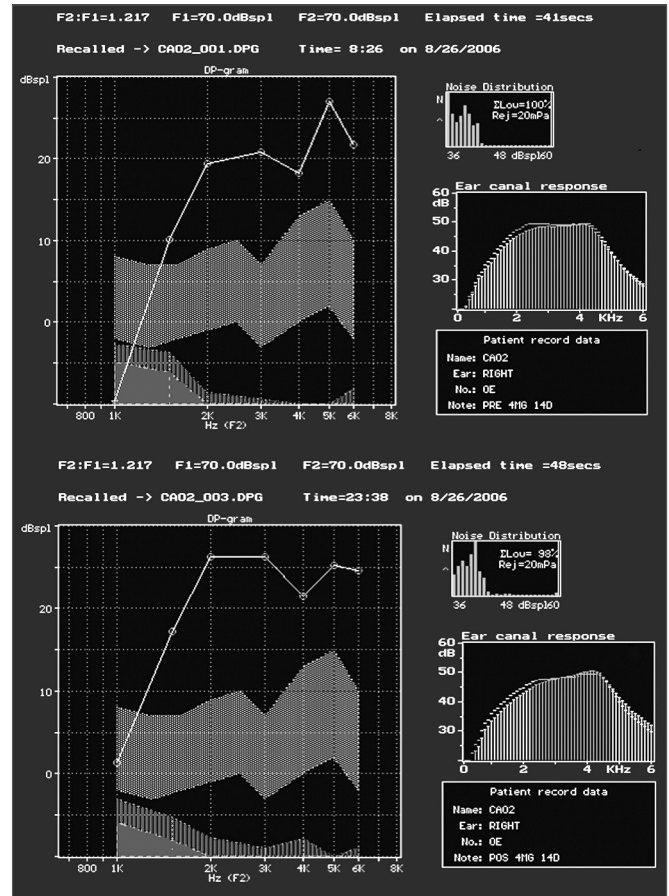 F2:F1=1.217 F1=70.0dBspl F2=70.0dBspl Elapsed time =41secs
Recalled -> CA02_001.DPG Time= 8:26 on 8/26/2006
DP-gram
dBspl
20
10
0
800 1K 2K 3K 4K 5K 6K 8K
Hz (F2)
Noise Distribution
N
^
ΣLow=100%
Rej=20mPa
36 48 dBspl60
Ear canal response
60
dB
50
40
30
0 2 4 KHz 6
Patient record data
Name: CA02
Ear: RIGHT
No.: OE
Note: PRE 4MG 14D
F2:F1=1.217 F1=70.0dBspl F2=70.0dBspl Elapsed time =48secs
Recalled -> CA02_003.DPG Time=23:38 on 8/26/2006
DP-gram
dBspl
20
10
0
800 1K 2K 3K 4K 5K 6K 8K
Hz (F2)
Noise Distribution
N
^
ΣLow= 98%
Rej=20mPa
36 48 dBspl60
Ear canal response
60
dB
50
40
30
0 2 4 KHz 6
Patient record data
Name: CA02
Ear: RIGHT
No.: OE
Note: POS 4MG 14D